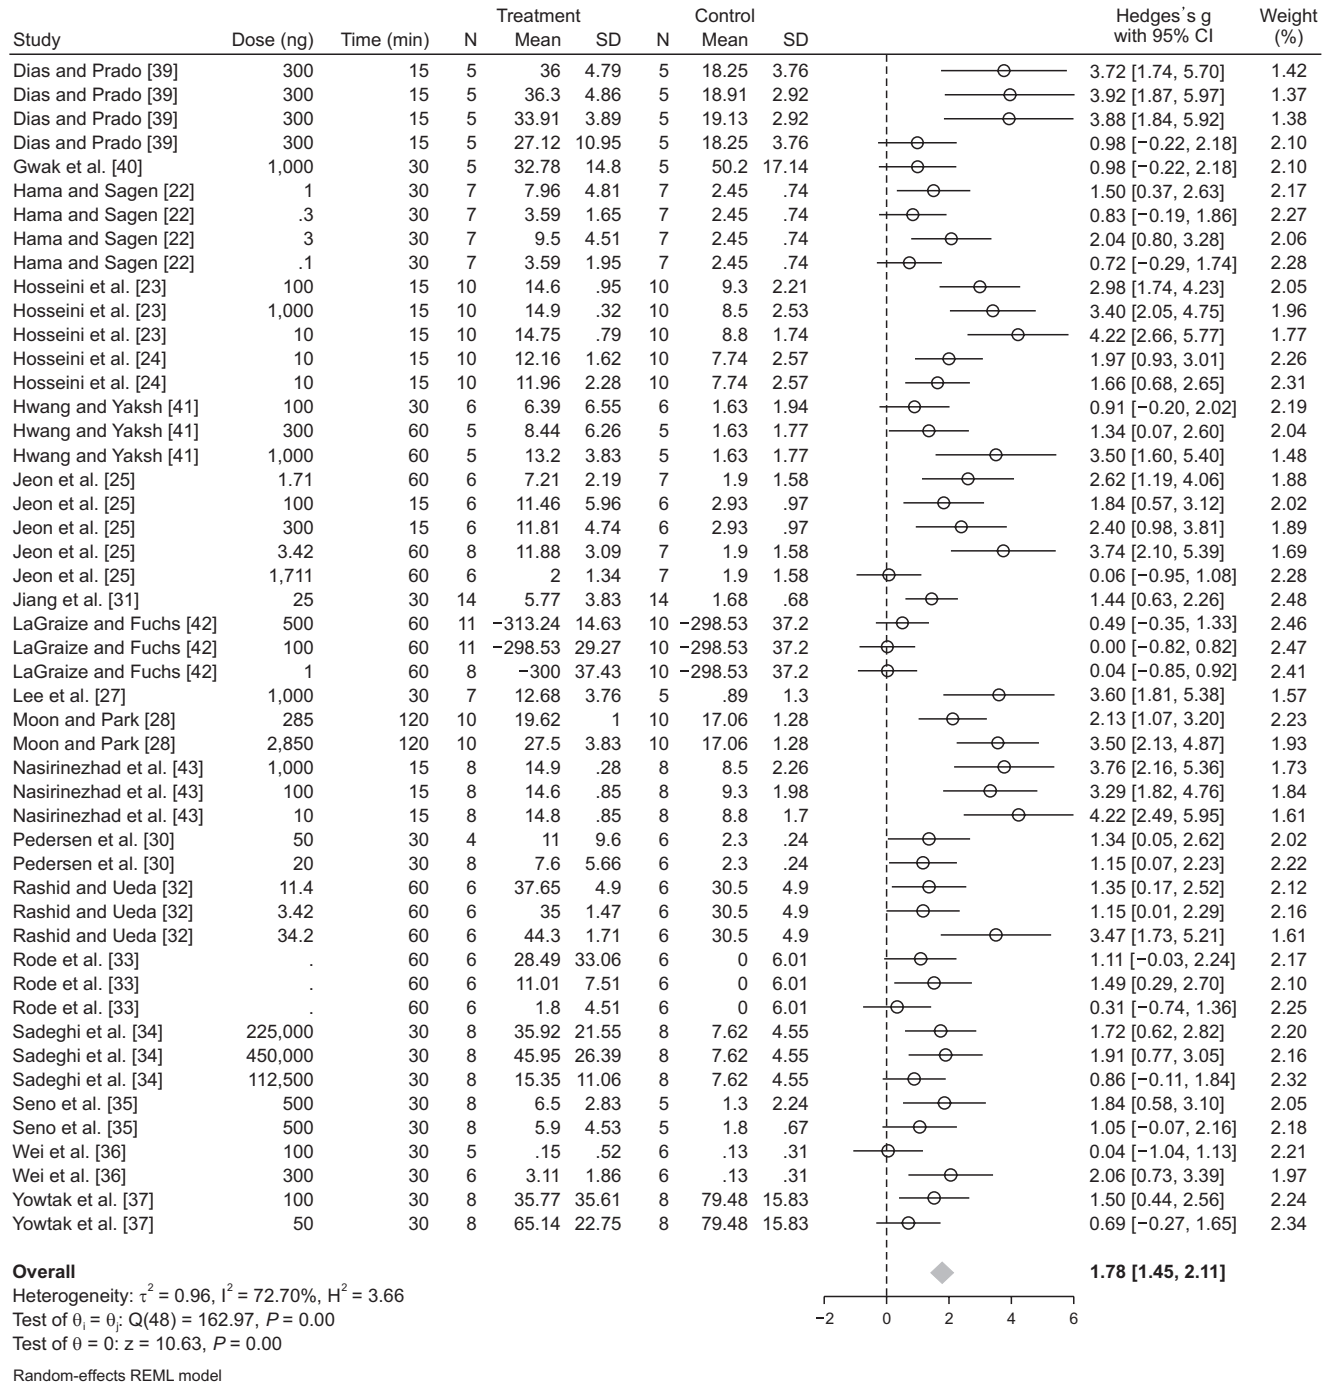 Treatment Control Hedges's g Weight
Study Dose (ng) Time (min) N Mean SD N Mean SD with 95% CI (%)
Dias and Prado [39] 300 15 5 36 4.79 5 18.25 3.76 3.72 [1.74, 5.70] 1.42
Dias and Prado [39] 300 15 5 36.3 4.86 5 18.91 2.92 3.92 [1.87, 5.97] 1.37
Dias and Prado [39] 300 15 5 33.91 3.89 5 19.13 2.92 3.88 [1.84, 5.92] 1.38
Dias and Prado [39] 300 15 5 27.12 10.95 5 18.25 3.76 0.98 [−0.22, 2.18] 2.10
Gwak et al. [40] 1,000 30 5 32.78 14.8 5 50.2 17.14 0.98 [−0.22, 2.18] 2.10
Hama and Sagen [22] 1 30 7 7.96 4.81 7 2.45 .74 1.50 [0.37, 2.63] 2.17
Hama and Sagen [22] .3 30 7 3.59 1.65 7 2.45 .74 0.83 [−0.19, 1.86] 2.27
Hama and Sagen [22] 3 30 7 9.5 4.51 7 2.45 .74 2.04 [0.80, 3.28] 2.06
Hama and Sagen [22] .1 30 7 3.59 1.95 7 2.45 .74 0.72 [−0.29, 1.74] 2.28
Hosseini et al. [23] 100 15 10 14.6 .95 10 9.3 2.21 2.98 [1.74, 4.23] 2.05
Hosseini et al. [23] 1,000 15 10 14.9 .32 10 8.5 2.53 3.40 [2.05, 4.75] 1.96
Hosseini et al. [23] 10 15 10 14.75 .79 10 8.8 1.74 4.22 [2.66, 5.77] 1.77
Hosseini et al. [24] 10 15 10 12.16 1.62 10 7.74 2.57 1.97 [0.93, 3.01] 2.26
Hosseini et al. [24] 10 15 10 11.96 2.28 10 7.74 2.57 1.66 [0.68, 2.65] 2.31
Hwang and Yaksh [41] 100 30 6 6.39 6.55 6 1.63 1.94 0.91 [−0.20, 2.02] 2.19
Hwang and Yaksh [41] 300 60 5 8.44 6.26 5 1.63 1.77 1.34 [0.07, 2.60] 2.04
Hwang and Yaksh [41] 1,000 60 5 13.2 3.83 5 1.63 1.77 3.50 [1.60, 5.40] 1.48
Jeon et al. [25] 1.71 60 6 7.21 2.19 7 1.9 1.58 2.62 [1.19, 4.06] 1.88
Jeon et al. [25] 100 15 6 11.46 5.96 6 2.93 .97 1.84 [0.57, 3.12] 2.02
Jeon et al. [25] 300 15 6 11.81 4.74 6 2.93 .97 2.40 [0.98, 3.81] 1.89
Jeon et al. [25] 3.42 60 8 11.88 3.09 7 1.9 1.58 3.74 [2.10, 5.39] 1.69
Jeon et al. [25] 1,711 60 6 2 1.34 7 1.9 1.58 0.06 [−0.95, 1.08] 2.28
Jiang et al. [31] 25 30 14 5.77 3.83 14 1.68 .68 1.44 [0.63, 2.26] 2.48
LaGraize and Fuchs [42] 500 60 11 −313.24 14.63 10 −298.53 37.2 0.49 [−0.35, 1.33] 2.46
LaGraize and Fuchs [42] 100 60 11 −298.53 29.27 10 −298.53 37.2 0.00 [−0.82, 0.82] 2.47
LaGraize and Fuchs [42] 1 60 8 −300 37.43 10 −298.53 37.2 0.04 [−0.85, 0.92] 2.41
Lee et al. [27] 1,000 30 7 12.68 3.76 5 .89 1.3 3.60 [1.81, 5.38] 1.57
Moon and Park [28] 285 120 10 19.62 1 10 17.06 1.28 2.13 [1.07, 3.20] 2.23
Moon and Park [28] 2,850 120 10 27.5 3.83 10 17.06 1.28 3.50 [2.13, 4.87] 1.93
Nasirinezhad et al. [43] 1,000 15 8 14.9 .28 8 8.5 2.26 3.76 [2.16, 5.36] 1.73
Nasirinezhad et al. [43] 100 15 8 14.6 .85 8 9.3 1.98 3.29 [1.82, 4.76] 1.84
Nasirinezhad et al. [43] 10 15 8 14.8 .85 8 8.8 1.7 4.22 [2.49, 5.95] 1.61
Pedersen et al. [30] 50 30 4 11 9.6 6 2.3 .24 1.34 [0.05, 2.62] 2.02
Pedersen et al. [30] 20 30 8 7.6 5.66 6 2.3 .24 1.15 [0.07, 2.23] 2.22
Rashid and Ueda [32] 11.4 60 6 37.65 4.9 6 30.5 4.9 1.35 [0.17, 2.52] 2.12
Rashid and Ueda [32] 3.42 60 6 35 1.47 6 30.5 4.9 1.15 [0.01, 2.29] 2.16
Rashid and Ueda [32] 34.2 60 6 44.3 1.71 6 30.5 4.9 3.47 [1.73, 5.21] 1.61
Rode et al. [33] . 60 6 28.49 33.06 6 0 6.01 1.11 [−0.03, 2.24] 2.17
Rode et al. [33] . 60 6 11.01 7.51 6 0 6.01 1.49 [0.29, 2.70] 2.10
Rode et al. [33] . 60 6 1.8 4.51 6 0 6.01 0.31 [−0.74, 1.36] 2.25
Sadeghi et al. [34] 225,000 30 8 35.92 21.55 8 7.62 4.55 1.72 [0.62, 2.82] 2.20
Sadeghi et al. [34] 450,000 30 8 45.95 26.39 8 7.62 4.55 1.91 [0.77, 3.05] 2.16
Sadeghi et al. [34] 112,500 30 8 15.35 11.06 8 7.62 4.55 0.86 [−0.11, 1.84] 2.32
Seno et al. [35] 500 30 8 6.5 2.83 5 1.3 2.24 1.84 [0.58, 3.10] 2.05
Seno et al. [35] 500 30 8 5.9 4.53 5 1.8 .67 1.05 [−0.07, 2.16] 2.18
Wei et al. [36] 100 30 5 .15 .52 6 .13 .31 0.04 [−1.04, 1.13] 2.21
Wei et al. [36] 300 30 6 3.11 1.86 6 .13 .31 2.06 [0.73, 3.39] 1.97
Yowtak et al. [37] 100 30 8 35.77 35.61 8 79.48 15.83 1.50 [0.44, 2.56] 2.24
Yowtak et al. [37] 50 30 8 65.14 22.75 8 79.48 15.83 0.69 [−0.27, 1.65] 2.34
Overall 1.78 [1.45, 2.11]
Heterogeneity: τ² = 0.96, I² = 72.70%, H² = 3.66
−2 0 2 4 6
Test of θᵢ = θⱼ: Q(48) = 162.97, P = 0.00
Test of θ = 0: z = 10.63, P = 0.00
Random-effects REML model